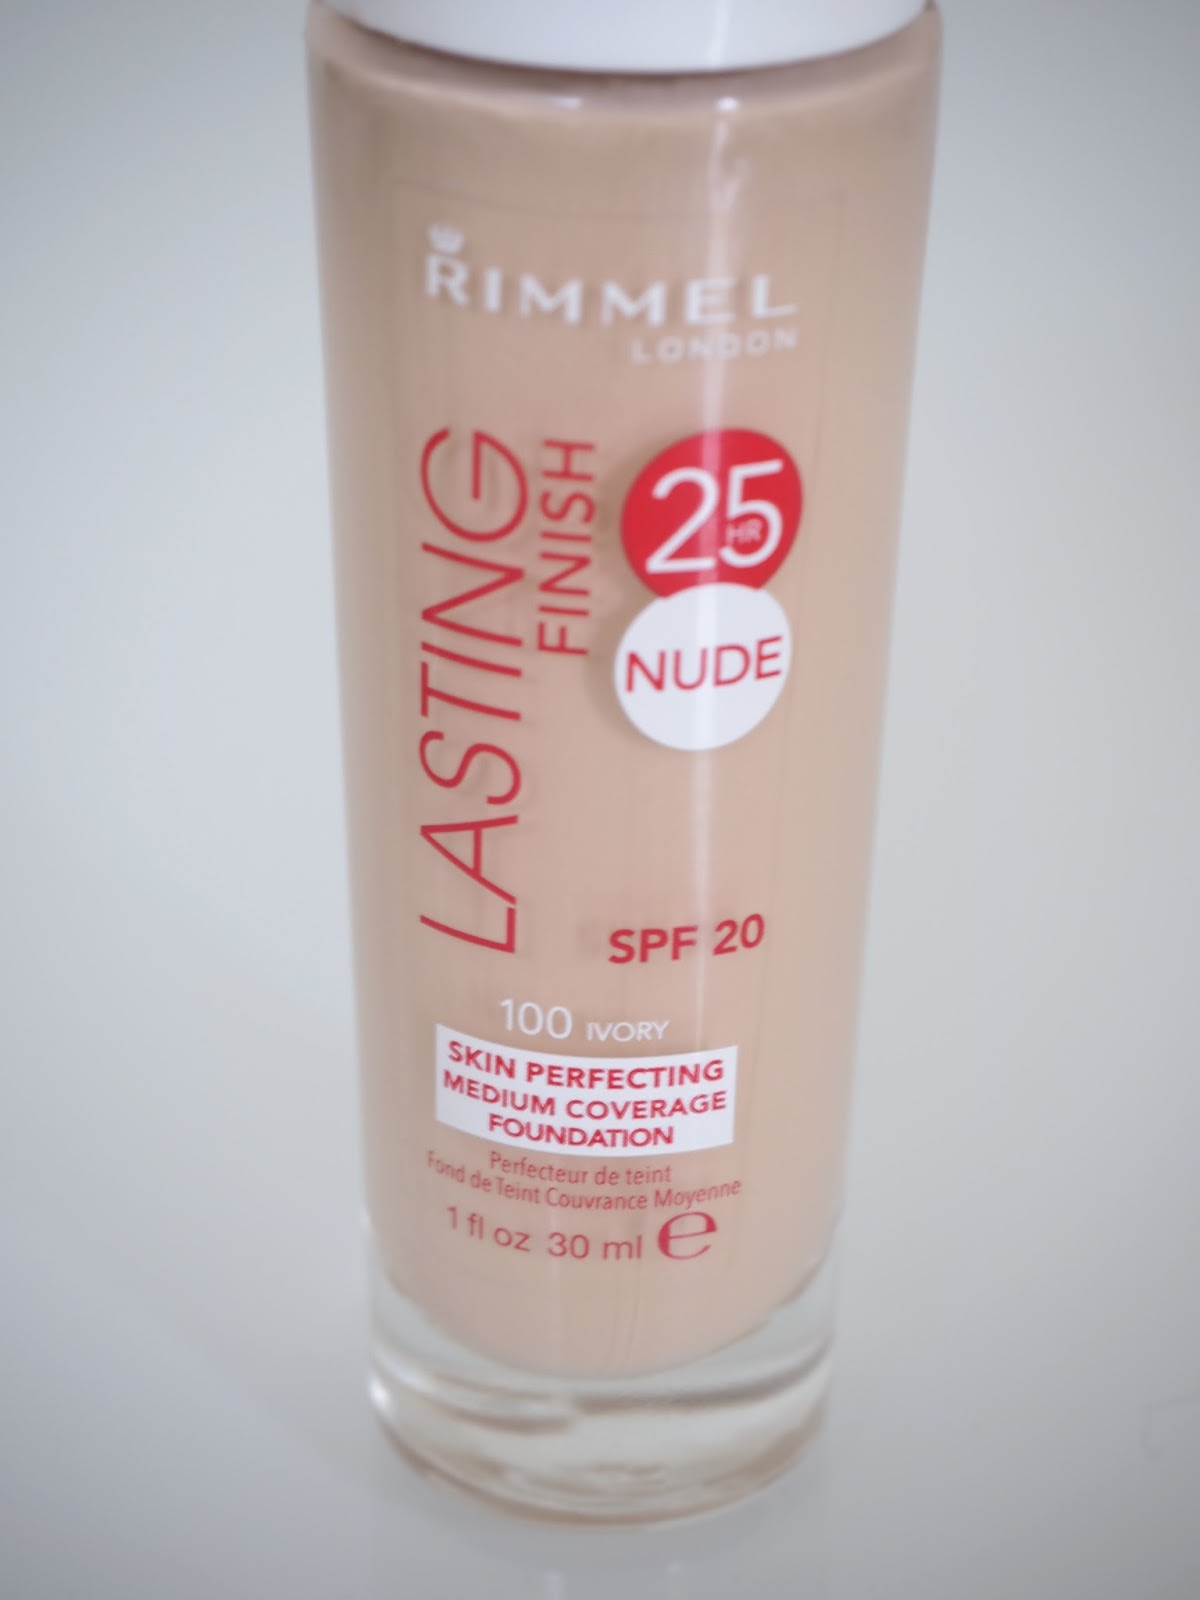 RIMMEL
LONDON
LASTING
FINISH
25
HR
NUDE
SPF 20
100 IVORY
SKIN PERFECTING
MEDIUM COVERAGE
FOUNDATION
Perfecteur de teint
Fond de Teint Couvrance Moyenne
1 fl oz 30 ml e